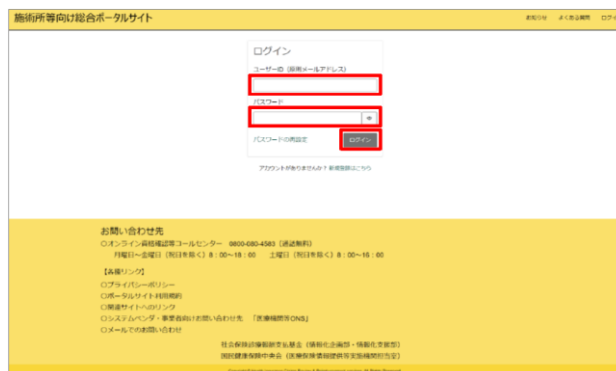 施術所等向け総合ポータルサイト
お知らせ よくある質問 ログイン
ログイン
ユーザーID（採用メールアドレス）
パスワード
パスワードの再設定
ログイン
アカウントがありませんか？新規登録はこちら
お問い合わせ先
〇オンライン資格確認等コールセンター 0800-080-4583（通話無料）
月曜日～金曜日（祝日を除く）8：00～18：00 土曜日（祝日を除く）8：00～16：00
【各種リンク】
〇プライバシーポリシー
〇ポータルサイト利用規約
〇関連サイトへのリンク
〇システムベンダ・事業者向けお問い合わせ先 「医療機関等ONS」
〇メールでのお問い合わせ
社会保険診療報酬支払基金（情報化企画部・情報化支援部）
国民健康保険中央会（医療保険情報提供等実施機関担当室）